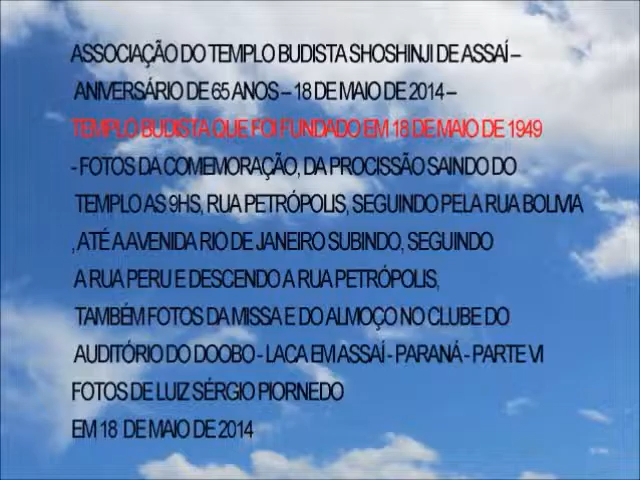 ASSOCIAÇÃO DO TEMPLO BUDISTA SHOSHINJI DE ASSAÍ –
ANIVERSÁRIO DE 65 ANOS – 18 DE MAIO DE 2014 –
TEMPLO BUDISTA QUE FOI FUNDADO EM 18 DE MAIO DE 1949
- FOTOS DA COMEMORAÇÃO, DA PROCISSÃO SAINDO DO
TEMPLO AS 9HS, RUA PETRÓPOLIS, SEGUINDO PELA RUA BOLIVIA
, ATÉ A AVENIDA RIO DE JANEIRO SUBINDO, SEGUINDO
A RUA PERU E DESCENDO A RUA PETRÓPOLIS,
TAMBÉM FOTOS DA MISSA E DO ALMOÇO NO CLUBE DO
AUDITÓRIO DO DOOBO - LACA EM ASSAÍ - PARANÁ - PARTE VI
FOTOS DE LUIZ SÉRGIO PIORNEDO
EM 18 DE MAIO DE 2014